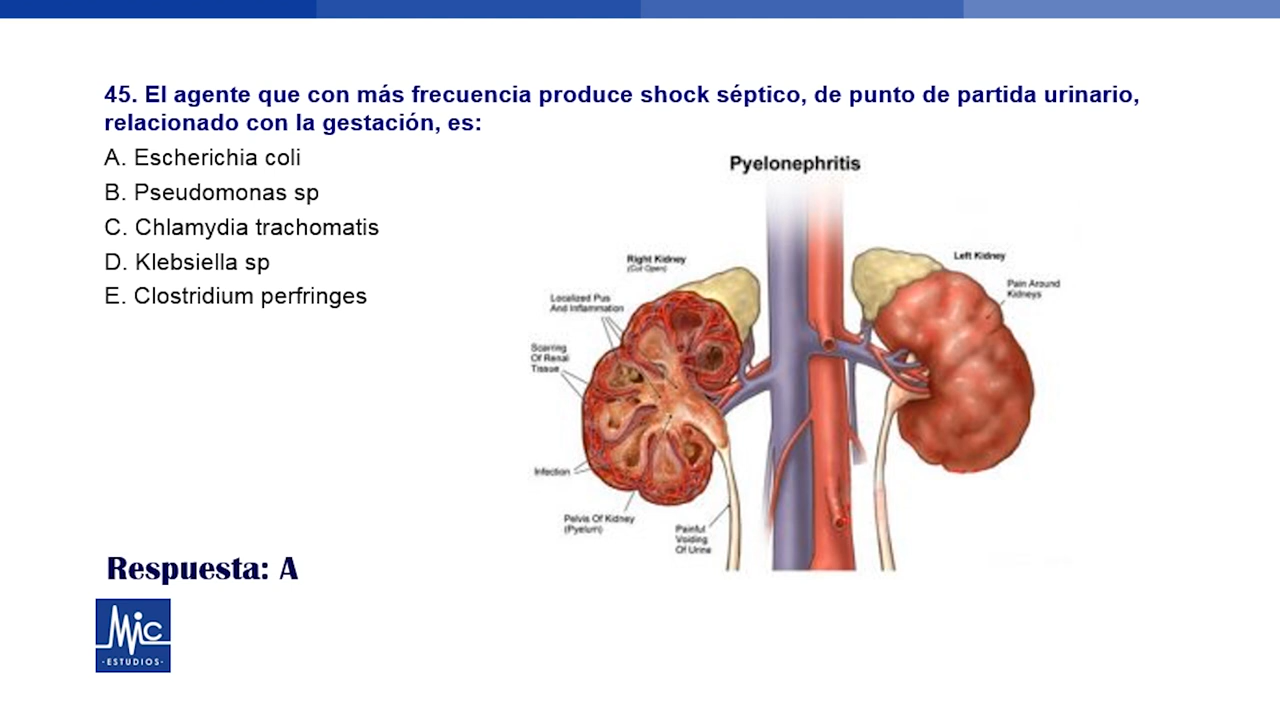 45. El agente que con más frecuencia produce shock séptico, de punto de partida urinario,
relacionado con la gestación, es:
A. Escherichia coli
B. Pseudomonas sp
C. Chlamydia trachomatis
D. Klebsiella sp
E. Clostridium perfringes
Pyelonephritis
Right Kidney
(Cut Open)
Left Kidney
Localized Pus
And Inflammation
Pain Around
Kidneys
Scarring
Of Renal
Tissue
Infection
Pelvis Of Kidney
(Pyelum)
Painful
Voiding
Of Urine
Respuesta: A
Mic
·ESTUDIOS·